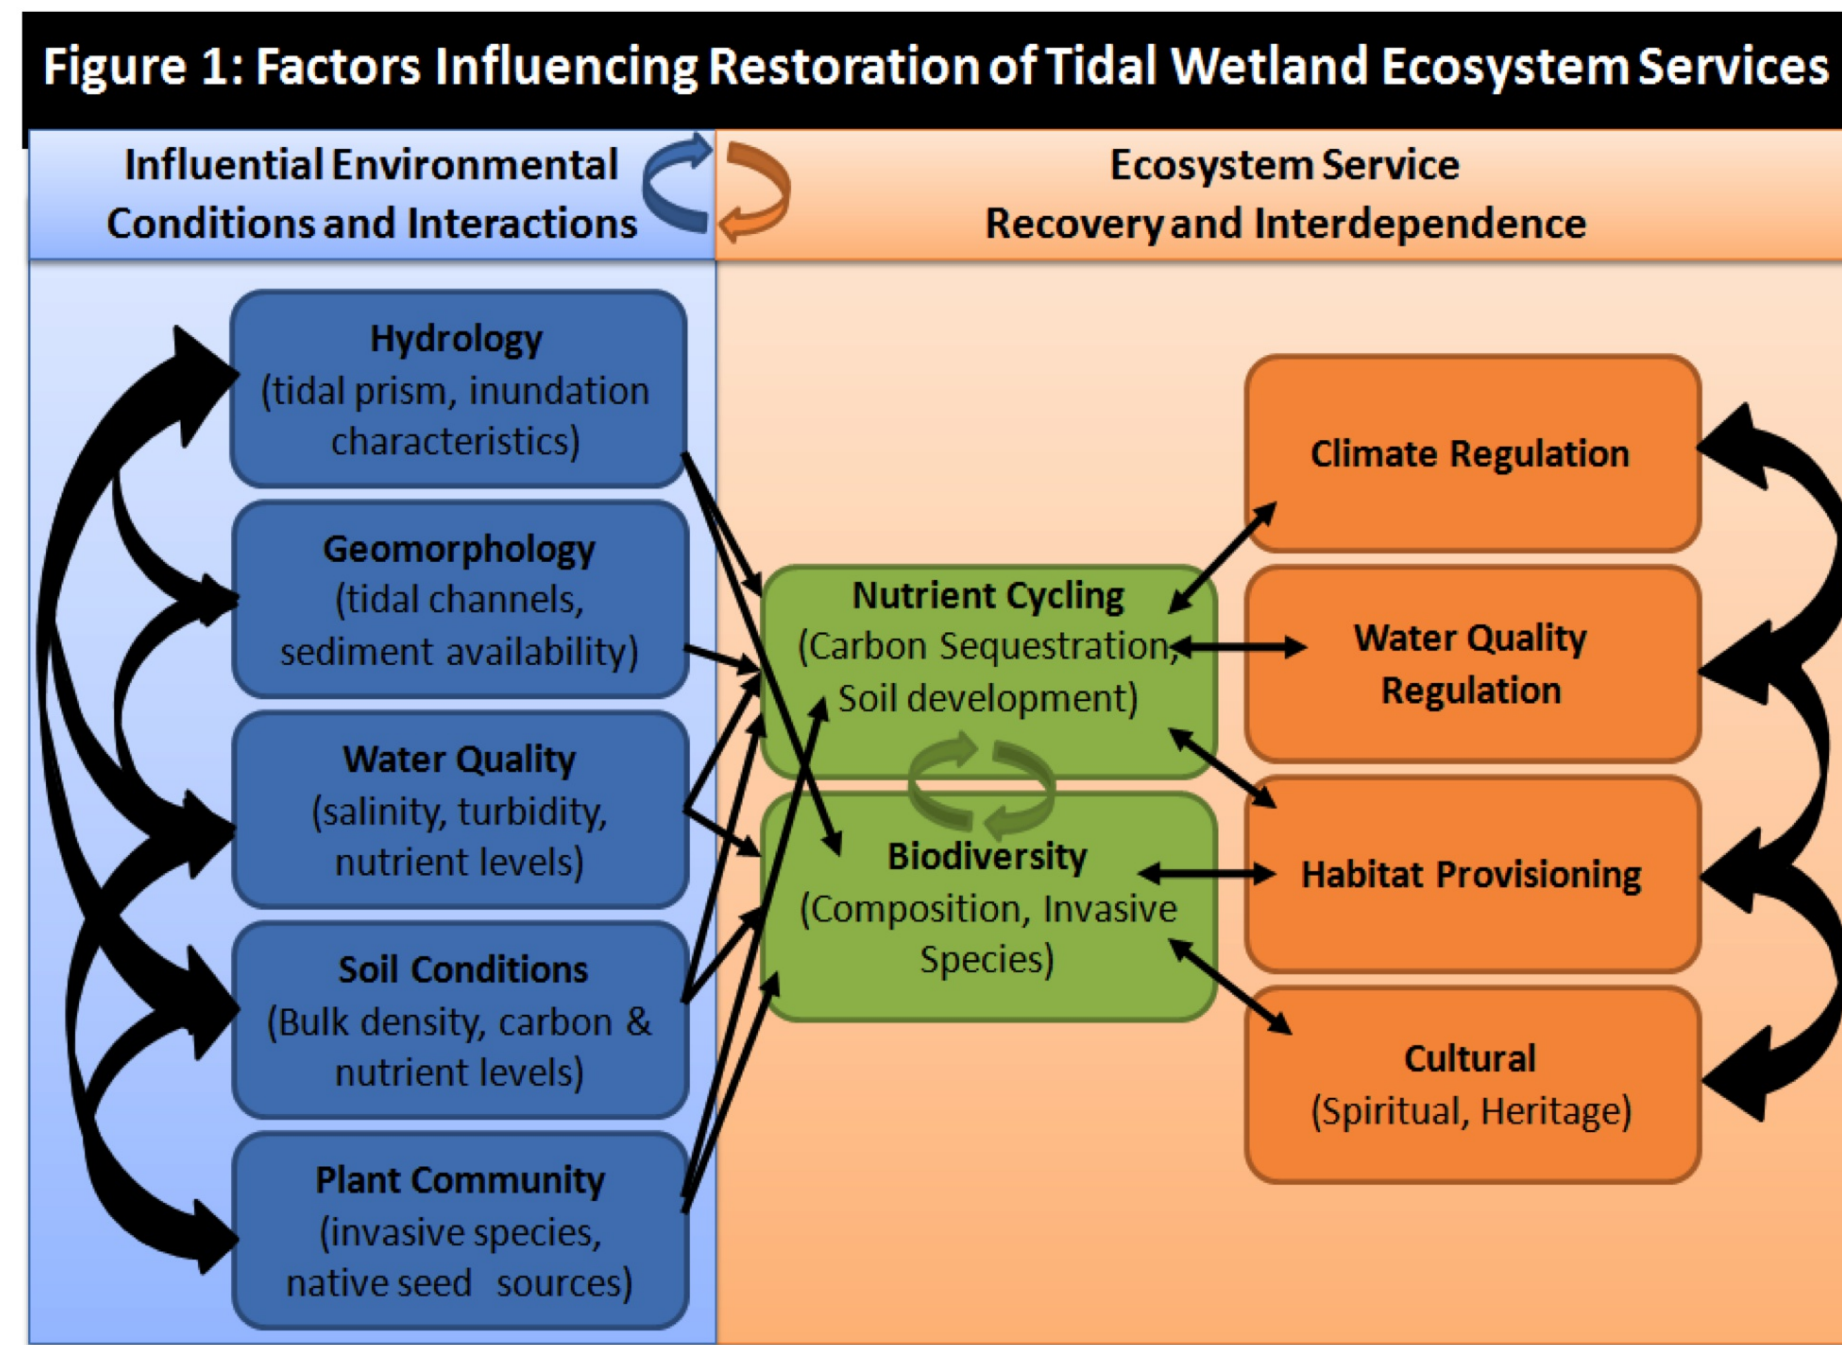 Figure 1: Factors Influencing Restoration of Tidal Wetland Ecosystem Services
Influential Environmental
Conditions and Interactions
Ecosystem Service
Recovery and Interdependence
Hydrology
(tidal prism, inundation
characteristics)
Geomorphology
(tidal channels,
sediment availability)
Water Quality
(salinity, turbidity,
nutrient levels)
Soil Conditions
(Bulk density, carbon &
nutrient levels)
Plant Community
(invasive species,
native seed sources)
Nutrient Cycling
(Carbon Sequestration,
Soil development)
Biodiversity
(Composition, Invasive
Species)
Climate Regulation
Water Quality
Regulation
Habitat Provisioning
Cultural
(Spiritual, Heritage)